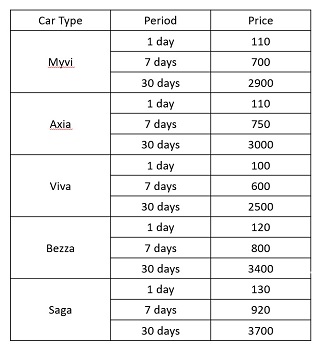 Car Type Period Price
1 day 110
Myvi 7 days 700
30 days 2900
1 day 110
Axia 7 days 750
30 days 3000
1 day 100
Viva 7 days 600
30 days 2500
1 day 120
Bezza 7 days 800
30 days 3400
1 day 130
Saga 7 days 920
30 days 3700